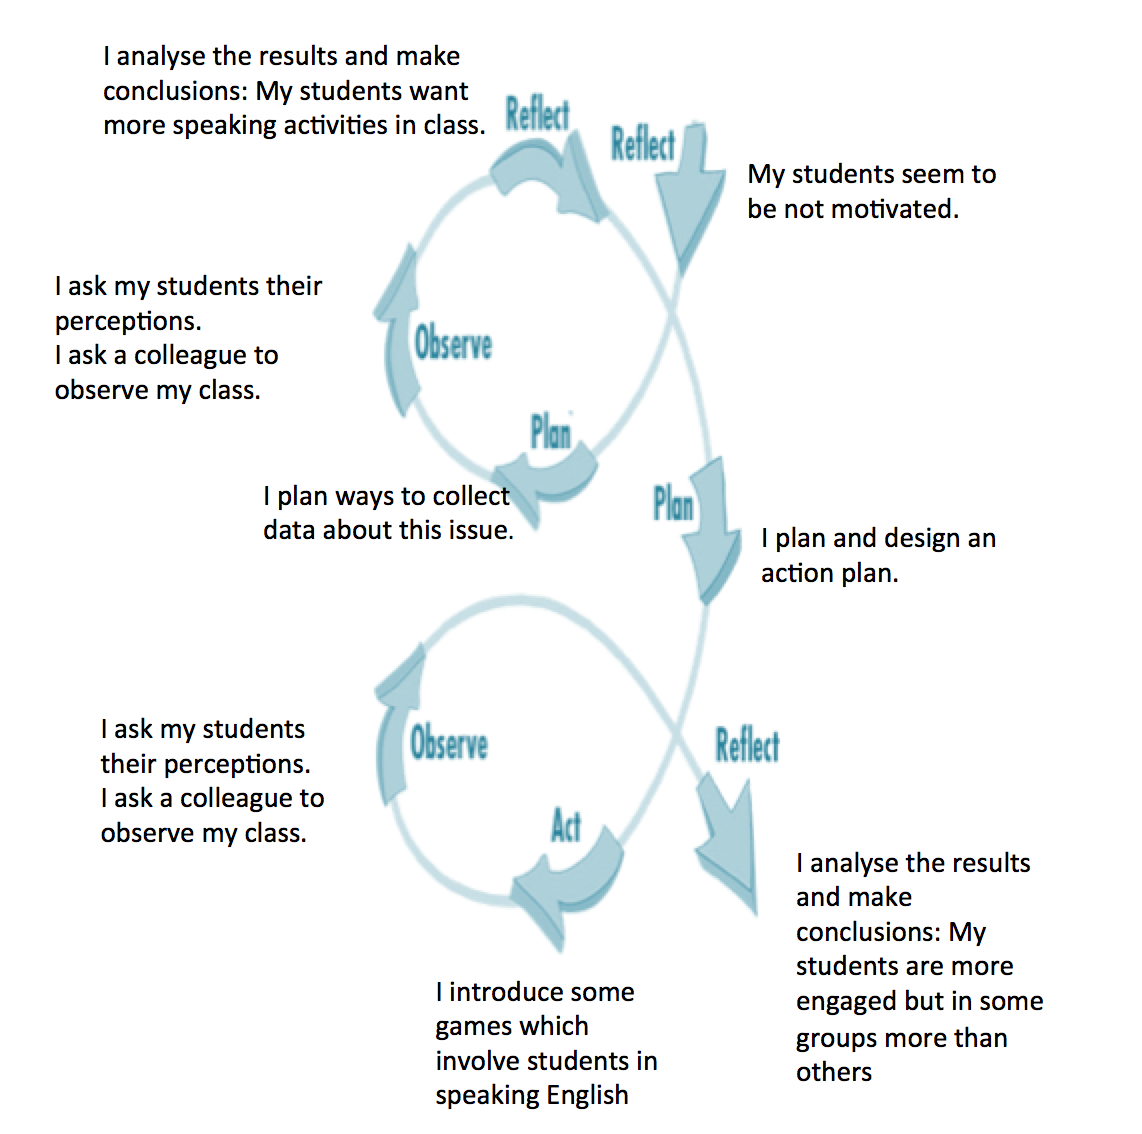 I analyse the results and make
conclusions: My students want
more speaking activities in class.
Reflect
Reflect
My students seem to
be not motivated.
I ask my students their
perceptions.
I ask a colleague to
observe my class.
Observe
Plan
I plan ways to collect
data about this issue.
Plan
I plan and design an
action plan.
I ask my students
their perceptions.
I ask a colleague to
observe my class.
Observe
Reflect
Act
I analyse the results
and make
conclusions: My
students are more
engaged but in some
groups more than
others
I introduce some
games which
involve students in
speaking English